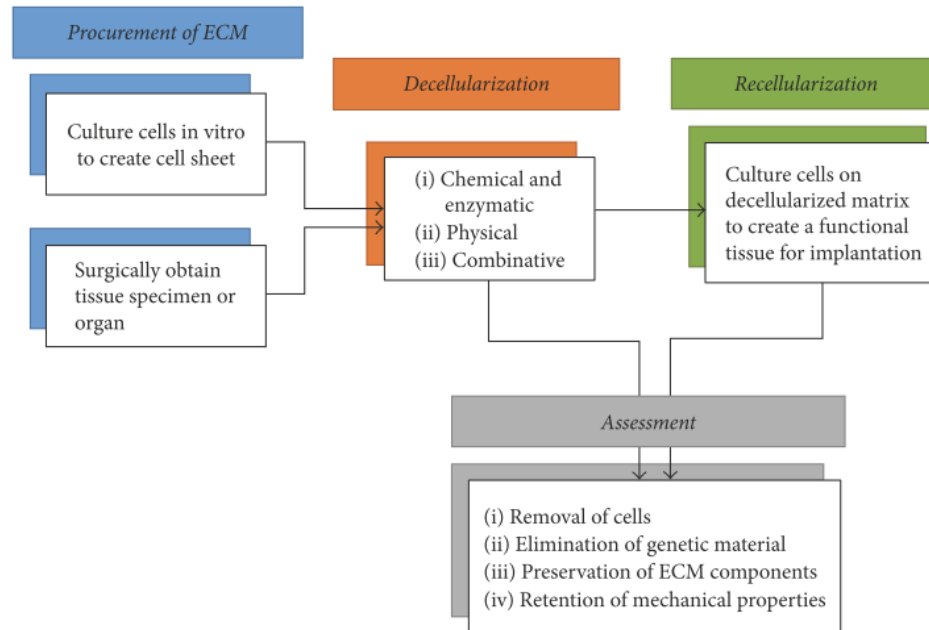 Procurement of ECM
Culture cells in vitro
to create cell sheet
Surgically obtain
tissue specimen or
organ
Decellularization
(i) Chemical and
enzymatic
(ii) Physical
(iii) Combinative
Recellularization
Culture cells on
decellularized matrix
to create a functional
tissue for implantation
Assessment
(i) Removal of cells
(ii) Elimination of genetic material
(iii) Preservation of ECM components
(iv) Retention of mechanical properties